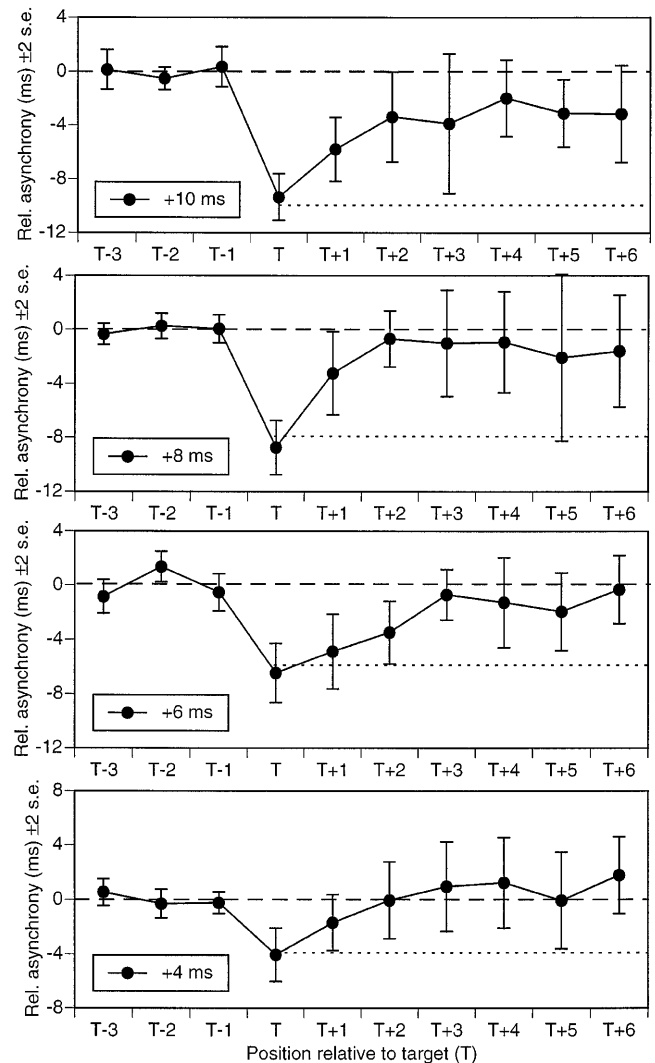 Rel. asynchrony (ms) ±2 s.e.
4
0
-4
-8
-12
+10 ms
T-3 T-2 T-1 T T+1 T+2 T+3 T+4 T+5 T+6
Rel. asynchrony (ms) ±2 s.e.
4
0
-4
-8
-12
+8 ms
T-3 T-2 T-1 T T+1 T+2 T+3 T+4 T+5 T+6
Rel. asynchrony (ms) ±2 s.e.
4
0
-4
-8
-12
+6 ms
T-3 T-2 T-1 T T+1 T+2 T+3 T+4 T+5 T+6
Rel. asynchrony (ms) ±2 s.e.
8
4
0
-4
-8
+4 ms
T-3 T-2 T-1 T T+1 T+2 T+3 T+4 T+5 T+6
Position relative to target (T)